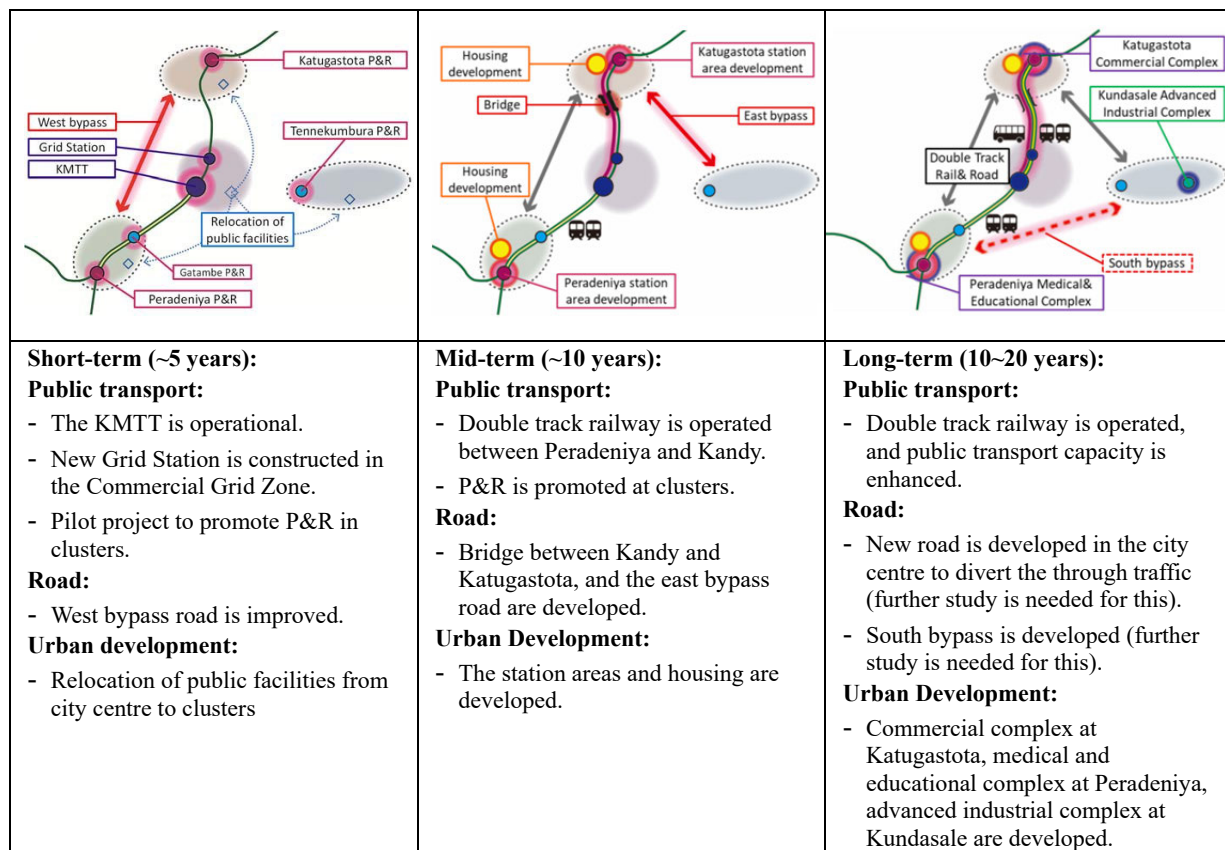 Katugastota P&R
West bypass
Grid Station
KMTT
Tennekumbura P&R
Relocation of
public facilities
Gatambe P&R
Peradeniya P&R
Housing
development
Katugastota station
area development
Bridge
East bypass
Housing
development
Peradeniya station
area development
Katugastota
Commercial Complex
Kundasale Advanced
Industrial Complex
Double Track
Rail& Road
South bypass
Peradeniya Medical&
Educational Complex
Short-term (~5 years):
Public transport:
- The KMTT is operational.
- New Grid Station is constructed in
the Commercial Grid Zone.
- Pilot project to promote P&R in
clusters.
Road:
- West bypass road is improved.
Urban development:
- Relocation of public facilities from
city centre to clusters
Mid-term (~10 years):
Public transport:
- Double track railway is operated
between Peradeniya and Kandy.
- P&R is promoted at clusters.
Road:
- Bridge between Kandy and
Katugastota, and the east bypass
road are developed.
Urban Development:
- The station areas and housing are
developed.
Long-term (10~20 years):
Public transport:
- Double track railway is operated,
and public transport capacity is
enhanced.
Road:
- New road is developed in the city
centre to divert the through traffic
(further study is needed for this).
- South bypass is developed (further
study is needed for this).
Urban Development:
- Commercial complex at
Katugastota, medical and
educational complex at Peradeniya,
advanced industrial complex at
Kundasale are developed.